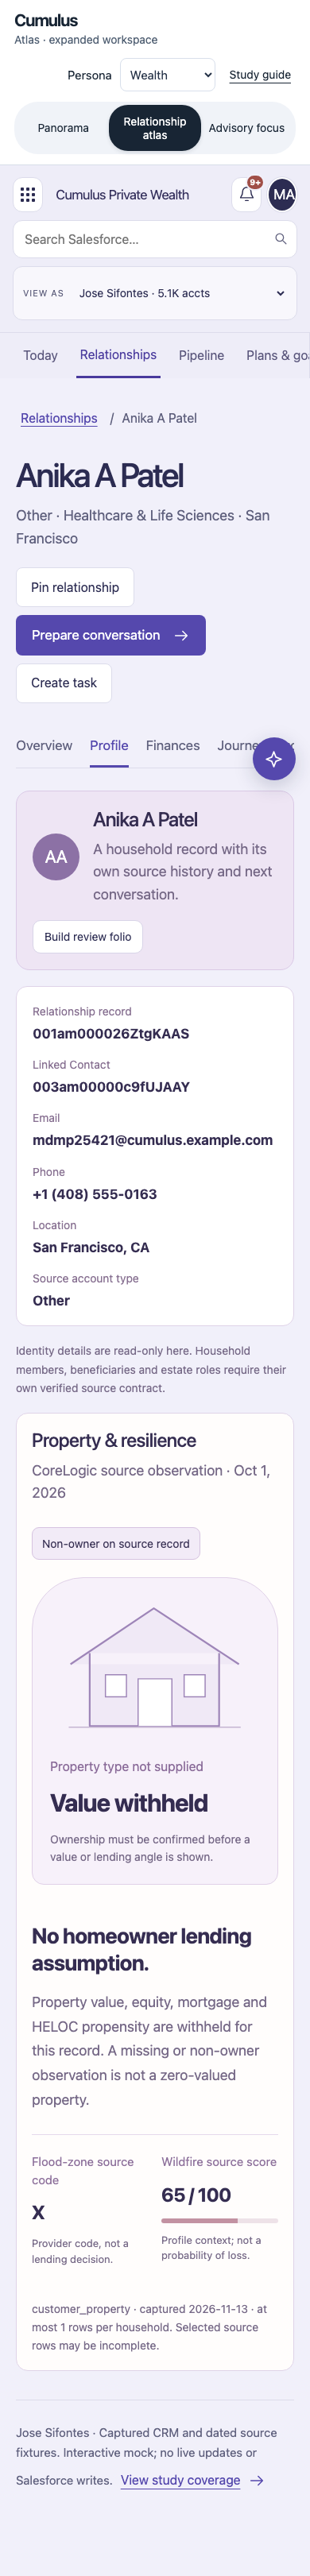 Cumulus
Atlas · expanded workspace
Persona Wealth Study guide
Panorama Relationship atlas Advisory focus
Cumulus Private Wealth 9+ MA
Search Salesforce...
VIEW AS Jose Sifontes · 5.1K accts
Today Relationships Pipeline Plans & goa
Relationships / Anika A Patel
Anika A Patel
Other · Healthcare & Life Sciences · San
Francisco
Pin relationship
Prepare conversation →
Create task
Overview Profile Finances Journe
AA
Anika A Patel
A household record with its
own source history and next
conversation.
Build review folio
Relationship record
001am000026ZtgKAAS
Linked Contact
003am00000c9fUJAAY
Email
mdmp25421@cumulus.example.com
Phone
+1 (408) 555-0163
Location
San Francisco, CA
Source account type
Other
Identity details are read-only here. Household
members, beneficiaries and estate roles require their
own verified source contract.
Property & resilience
CoreLogic source observation · Oct 1,
2026
Non-owner on source record
Property type not supplied
Value withheld
Ownership must be confirmed before a
value or lending angle is shown.
No homeowner lending
assumption.
Property value, equity, mortgage and
HELOC propensity are withheld for
this record. A missing or non-owner
observation is not a zero-valued
property.
Flood-zone source
code
X
Provider code, not a
lending decision.
Wildfire source score
65 / 100
Profile context; not a
probability of loss.
customer_property · captured 2026-11-13 · at
most 1 rows per household. Selected source
rows may be incomplete.
Jose Sifontes · Captured CRM and dated source
fixtures. Interactive mock; no live updates or
Salesforce writes. View study coverage →